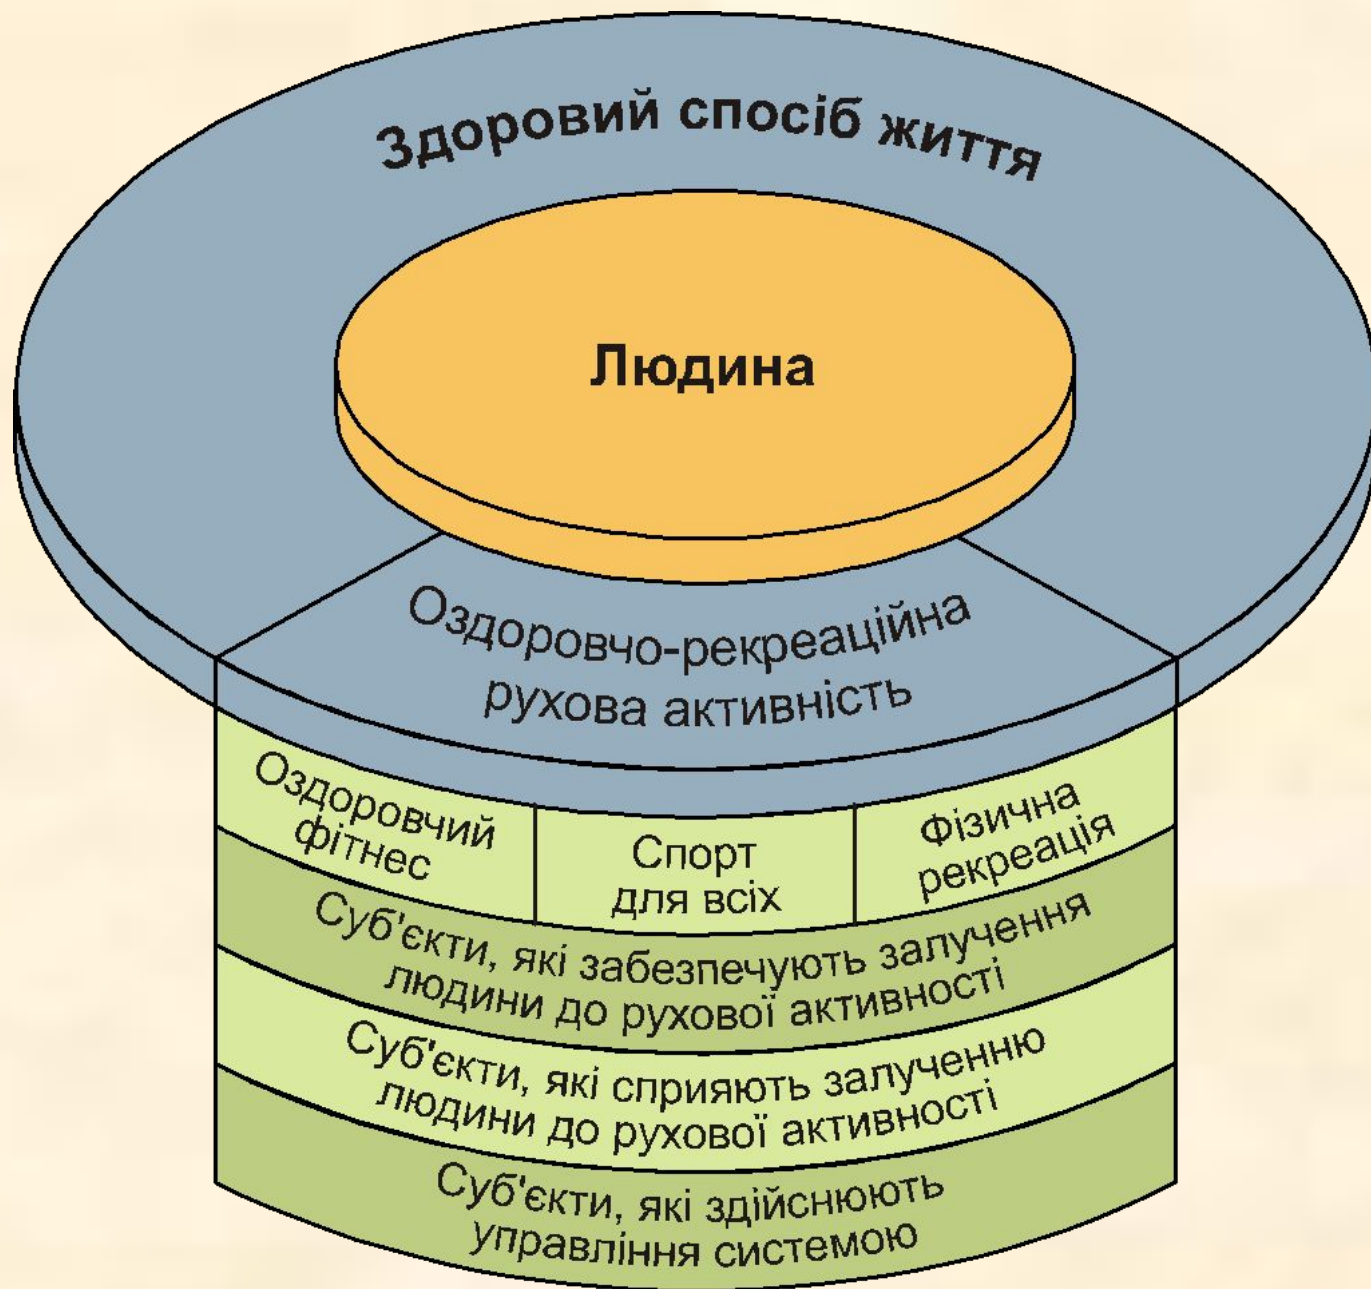 Здоровий спосіб життя
Людина
Оздоровчо-рекреаційна
рухова активність
Оздоровчий
фітнес
Спорт
для всіх
Фізична
рекреація
Суб'єкти, які забезпечують залучення
людини до рухової активності
Суб'єкти, які сприяють залученню
людини до рухової активності
Суб'єкти, які здійснюють
управління системою